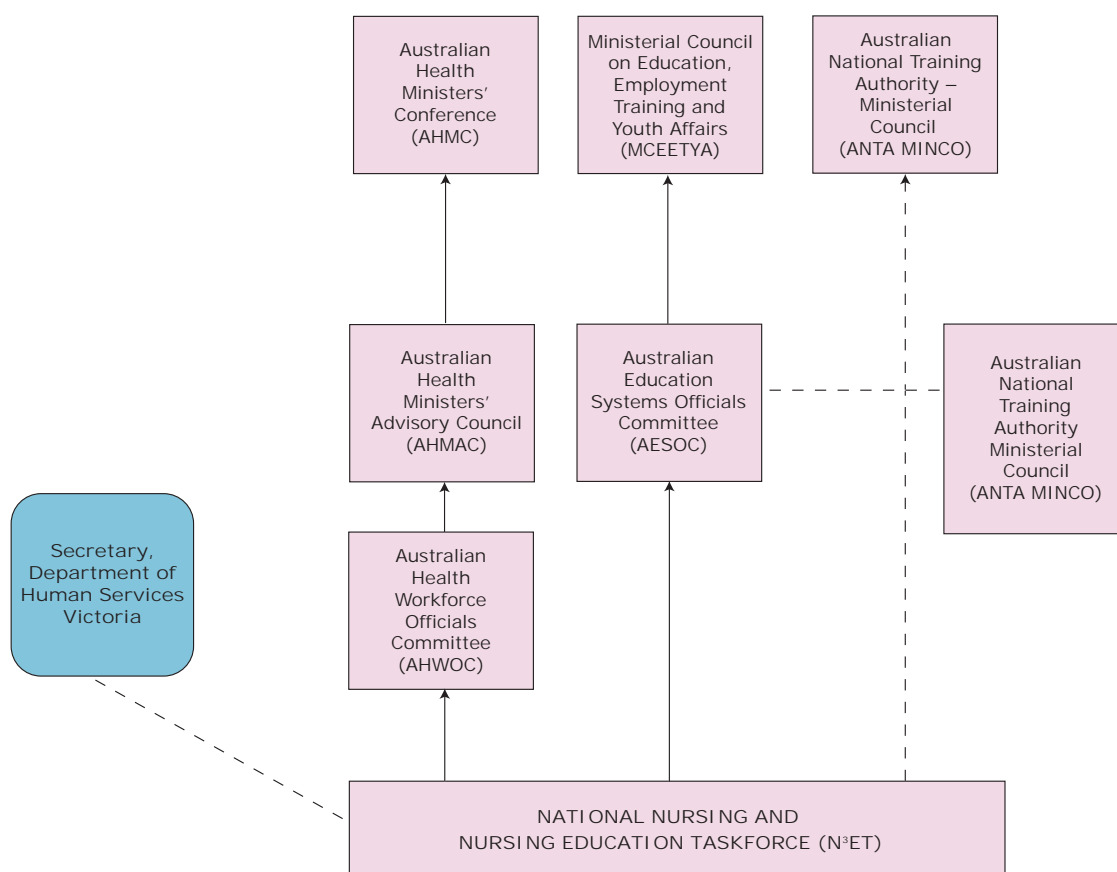 Australian
Health
Ministers’
Conference
(AHMC)
Ministerial Council
on Education,
Employment
Training and
Youth Affairs
(MCEETYA)
Australian
National Training
Authority –
Ministerial
Council
(ANTA MINCO)
Australian
Health
Ministers’
Advisory Council
(AHMAC)
Australian
Education
Systems Officials
Committee
(AESOC)
Australian
National
Training
Authority
Ministerial
Council
(ANTA MINCO)
Secretary,
Department of
Human Services
Victoria
Australian
Health
Workforce
Officials
Committee
(AHWOC)
NATIONAL NURSING AND
NURSING EDUCATION TASKFORCE (N³ET)